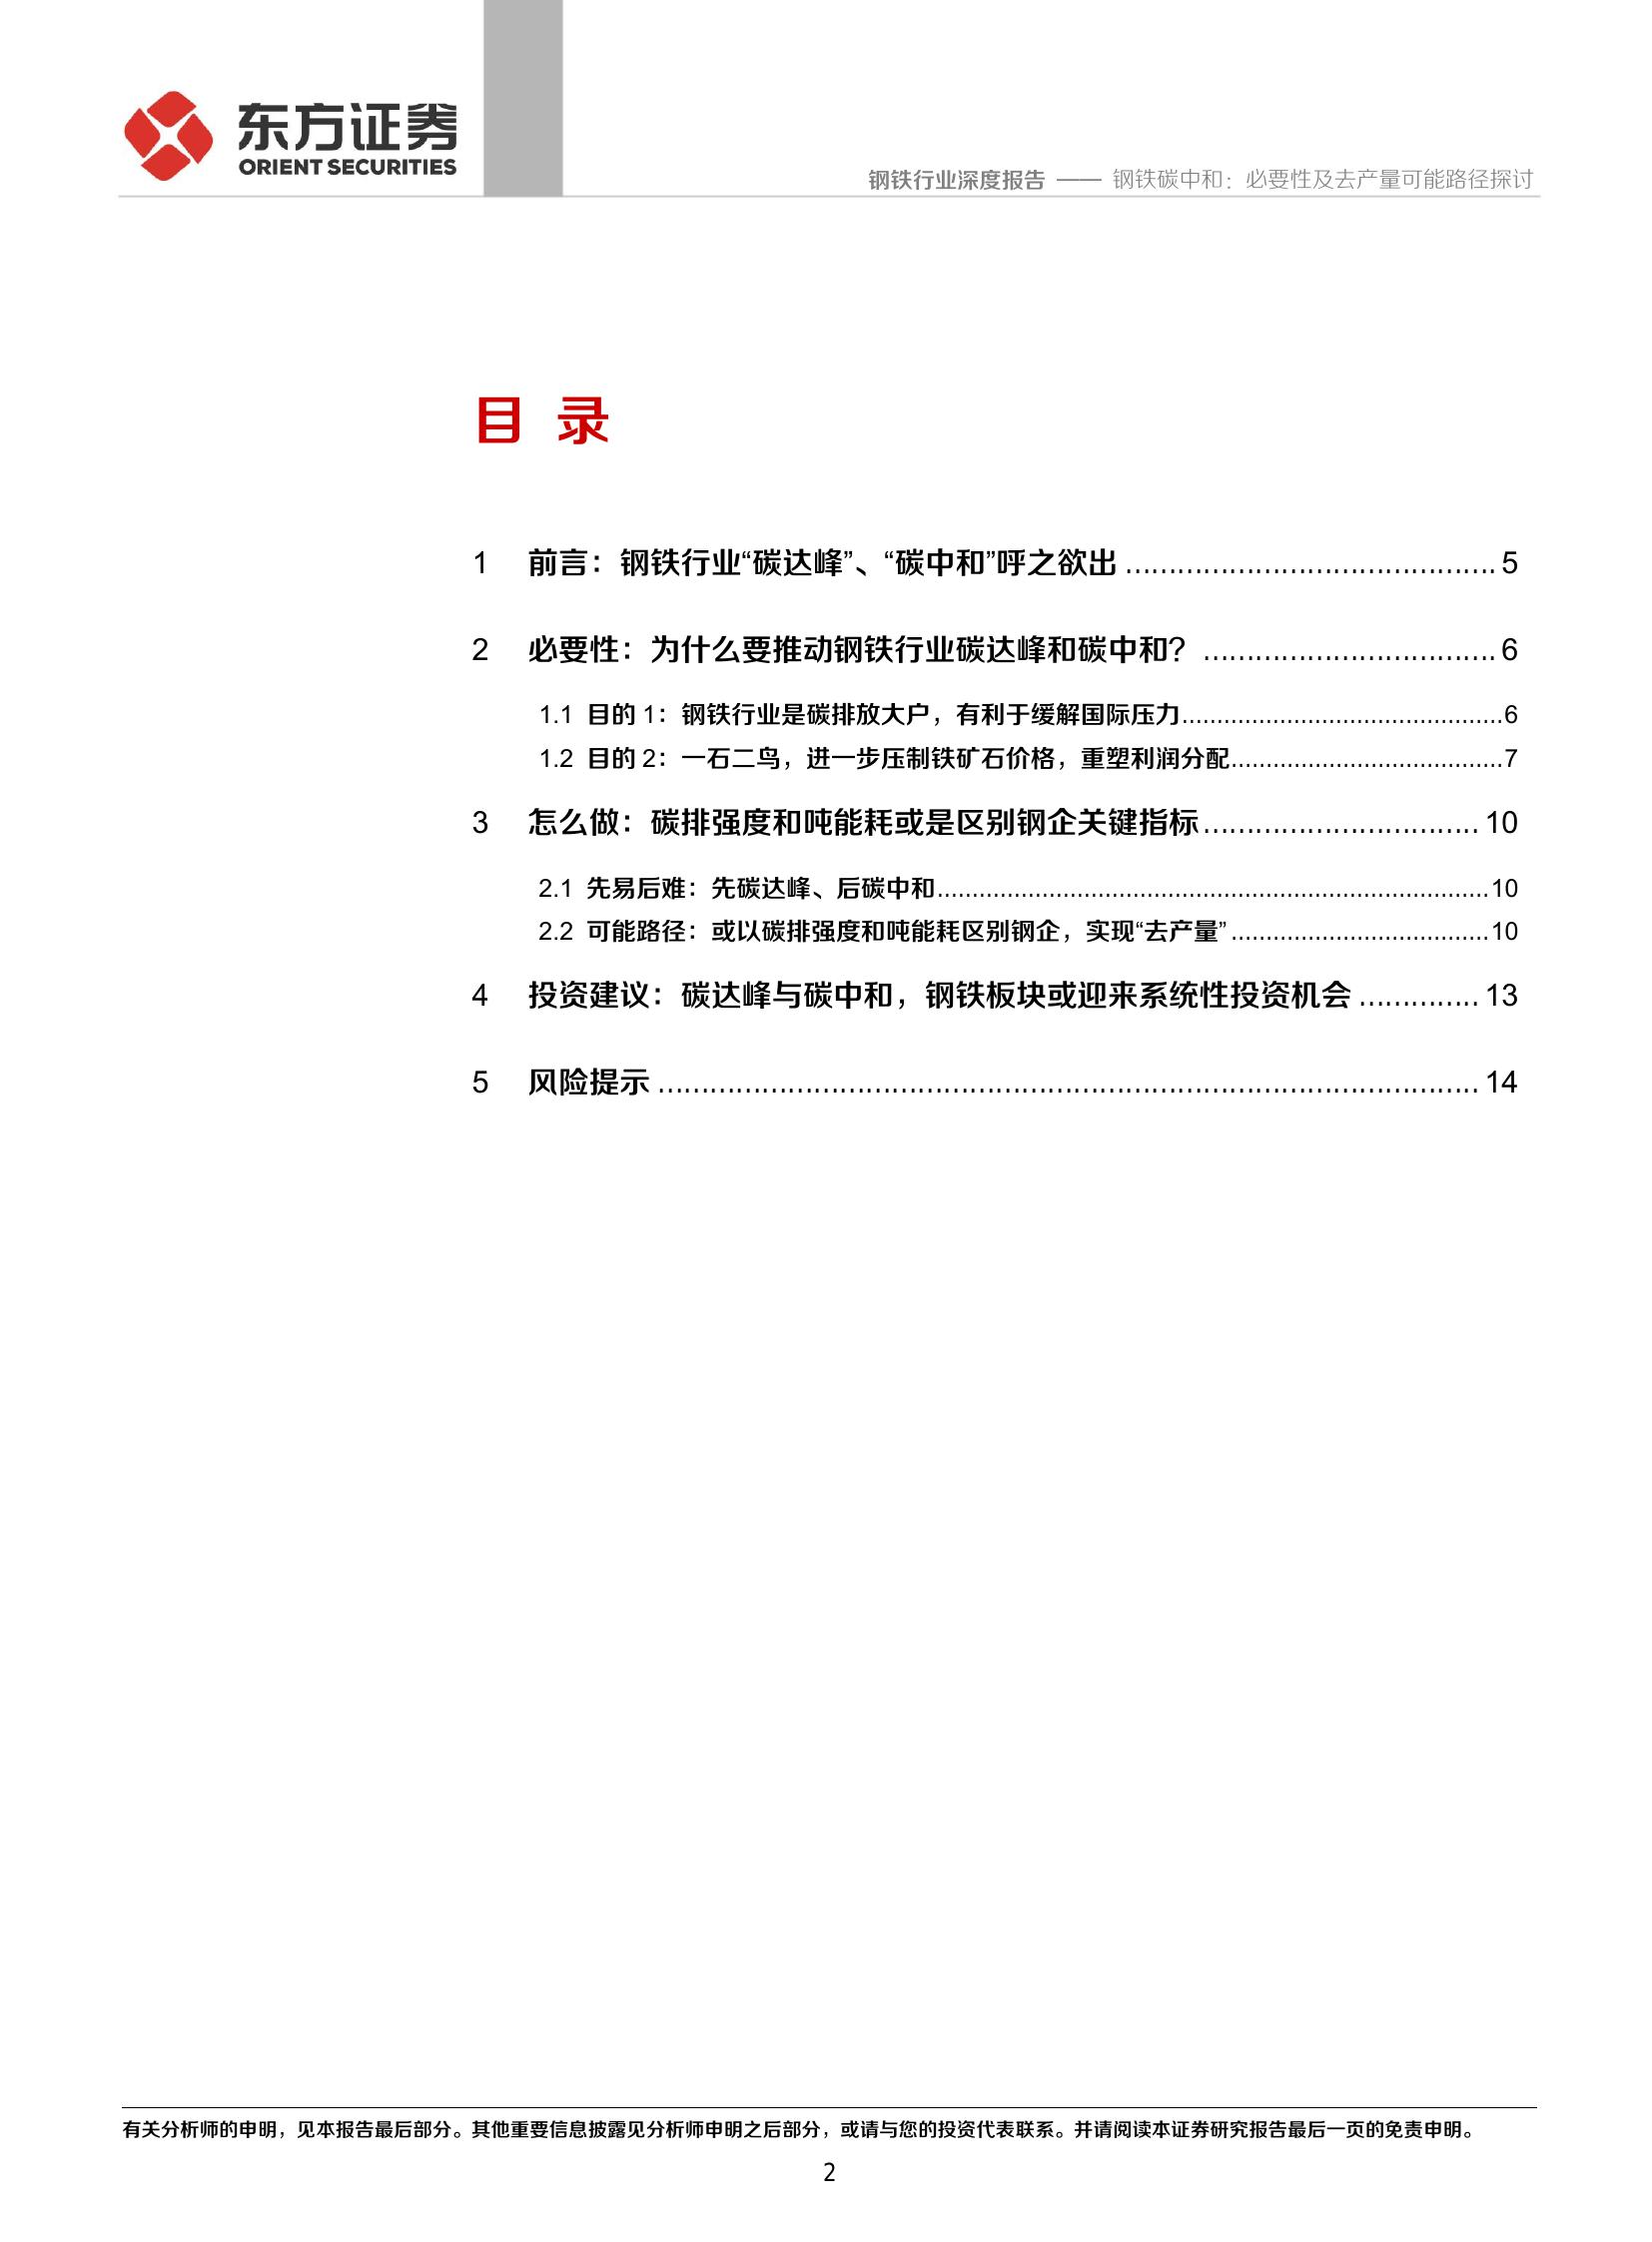 东方证券
ORIENT SECURITIES
钢铁行业深度报告 —— 钢铁碳中和：必要性及去产量可能路径探讨
目 录
1 前言：钢铁行业“碳达峰”、“碳中和”呼之欲出 ........................................... 5
2 必要性：为什么要推动钢铁行业碳达峰和碳中和？ .................................. 6
1.1 目的 1：钢铁行业是碳排放大户，有利于缓解国际压力..............................................6
1.2 目的 2：一石二鸟，进一步压制铁矿石价格，重塑利润分配.......................................7
3 怎么做：碳排强度和吨能耗或是区别钢企关键指标................................ 10
2.1 先易后难：先碳达峰、后碳中和...............................................................................10
2.2 可能路径：或以碳排强度和吨能耗区别钢企，实现“去产量”.....................................10
4 投资建议：碳达峰与碳中和，钢铁板块或迎来系统性投资机会 .............. 13
5 风险提示 ............................................................................................... 14
有关分析师的申明，见本报告最后部分。其他重要信息披露见分析师申明之后部分，或请与您的投资代表联系。并请阅读本证券研究报告最后一页的免责申明。
2